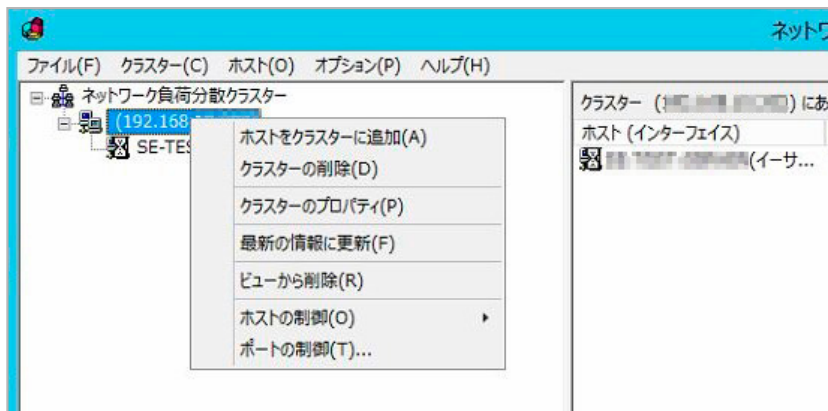 ネットワ
ファイル(F) クラスター(C) ホスト(O) オプション(P) ヘルプ(H)
ネットワーク負荷分散クラスター
(192.168
SE-TES
ホストをクラスターに追加(A)
クラスターの削除(D)
クラスターのプロパティ(P)
最新の情報に更新(F)
ビューから削除(R)
ホストの制御(O)
ポートの制御(T)...
クラスター ( ) にあ
ホスト (インターフェイス)
(イーサ...